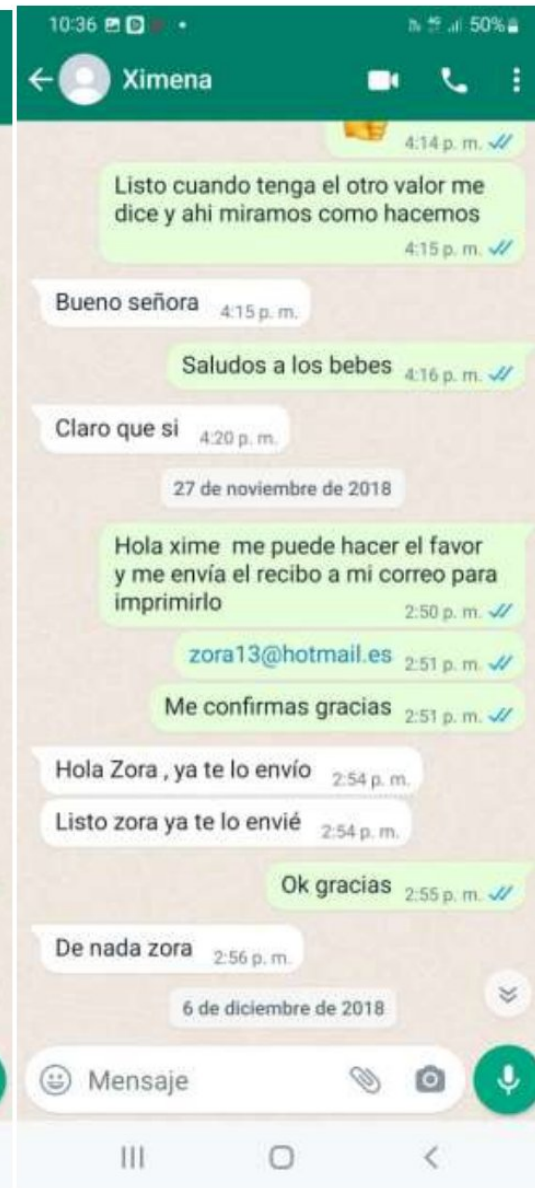 10:36
50%
Ximena
4:14 p. m.
Listo cuando tenga el otro valor me
dice y ahi miramos como hacemos
4:15 p. m.
Bueno señora 4:15 p. m.
Saludos a los bebes 4:16 p. m.
Claro que si 4:20 p. m.
27 de noviembre de 2018
Hola xime me puede hacer el favor
y me envía el recibo a mi correo para
imprimirlo 2:50 p. m.
zora13@hotmail.es 2:51 p. m.
Me confirmas gracias 2:51 p. m.
Hola Zora , ya te lo envío 2:54 p. m.
Listo zora ya te lo envié 2:54 p. m.
Ok gracias 2:55 p. m.
De nada zora 2:56 p. m.
6 de diciembre de 2018
Mensaje